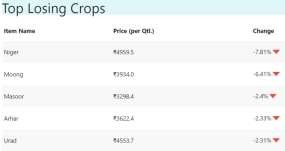 Top Losing Crops
Item Name Price (per Qtl.) Change
Niger ₹4959.5 -7.81%
Moong ₹3934.0 -6.41%
Masoor ₹3298.4 -2.4%
Arhar ₹3622.4 -2.33%
Urad ₹4553.7 -2.31%